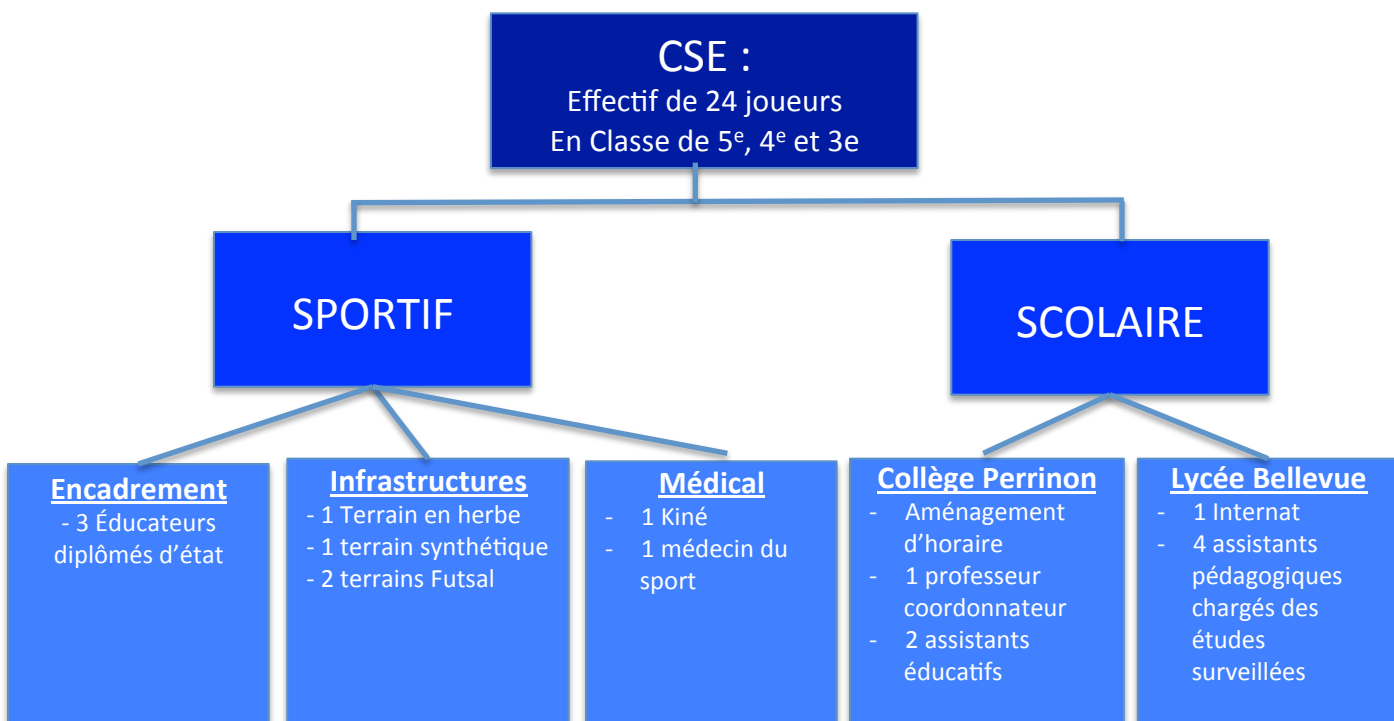 CSE :
Effectif de 24 joueurs
En Classe de 5e, 4e et 3e
SPORTIF
SCOLAIRE
Encadrement
- 3 Éducateurs
diplômés d'état
Infrastructures
- 1 Terrain en herbe
- 1 terrain synthétique
- 2 terrains Futsal
Médical
- 1 Kiné
- 1 médecin du
sport
Collège Perrinon
- Aménagement
d'horaire
- 1 professeur
coordonnateur
- 2 assistants
éducatifs
Lycée Bellevue
- 1 Internat
- 4 assistants
pédagogiques
chargés des
études
surveillées